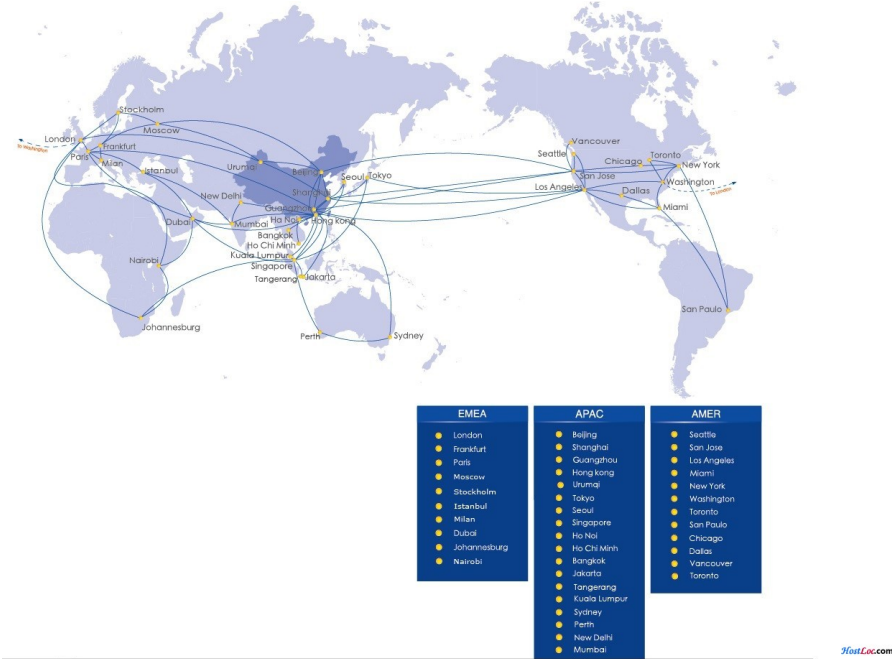 Stockholm
Moscow
London
To Washington
Paris
Frankfurt
Milan
Istanbul
Urumqi
Beijing
Seoul
Tokyo
Shanghai
New Delhi
Guangzhou
Dubai
Mumbai
Ha Noi
Hong kong
Bangkok
Ho Chi Minh
Kuala Lumpur
Singapore
Tangerang
Jakarta
Nairobi
Johannesburg
Perth
Sydney
Vancouver
Seattle
Chicago
Toronto
New York
San Jose
Los Angeles
Dallas
Washington
To London
Miami
San Paulo
EMEA
London
Frankfurt
Paris
Moscow
Stockholm
Istanbul
Milan
Dubai
Johannesburg
Nairobi
APAC
Beijing
Shanghai
Guangzhou
Hong kong
Urumqi
Tokyo
Seoul
Singapore
Ho Noi
Ho Chi Minh
Bangkok
Jakarta
Tangerang
Kuala Lumpur
Sydney
Perth
New Delhi
Mumbai
AMER
Seattle
San Jose
Los Angeles
Miami
New York
Washington
Toronto
San Paulo
Chicago
Dallas
Vancouver
Toronto
HostLoc.com